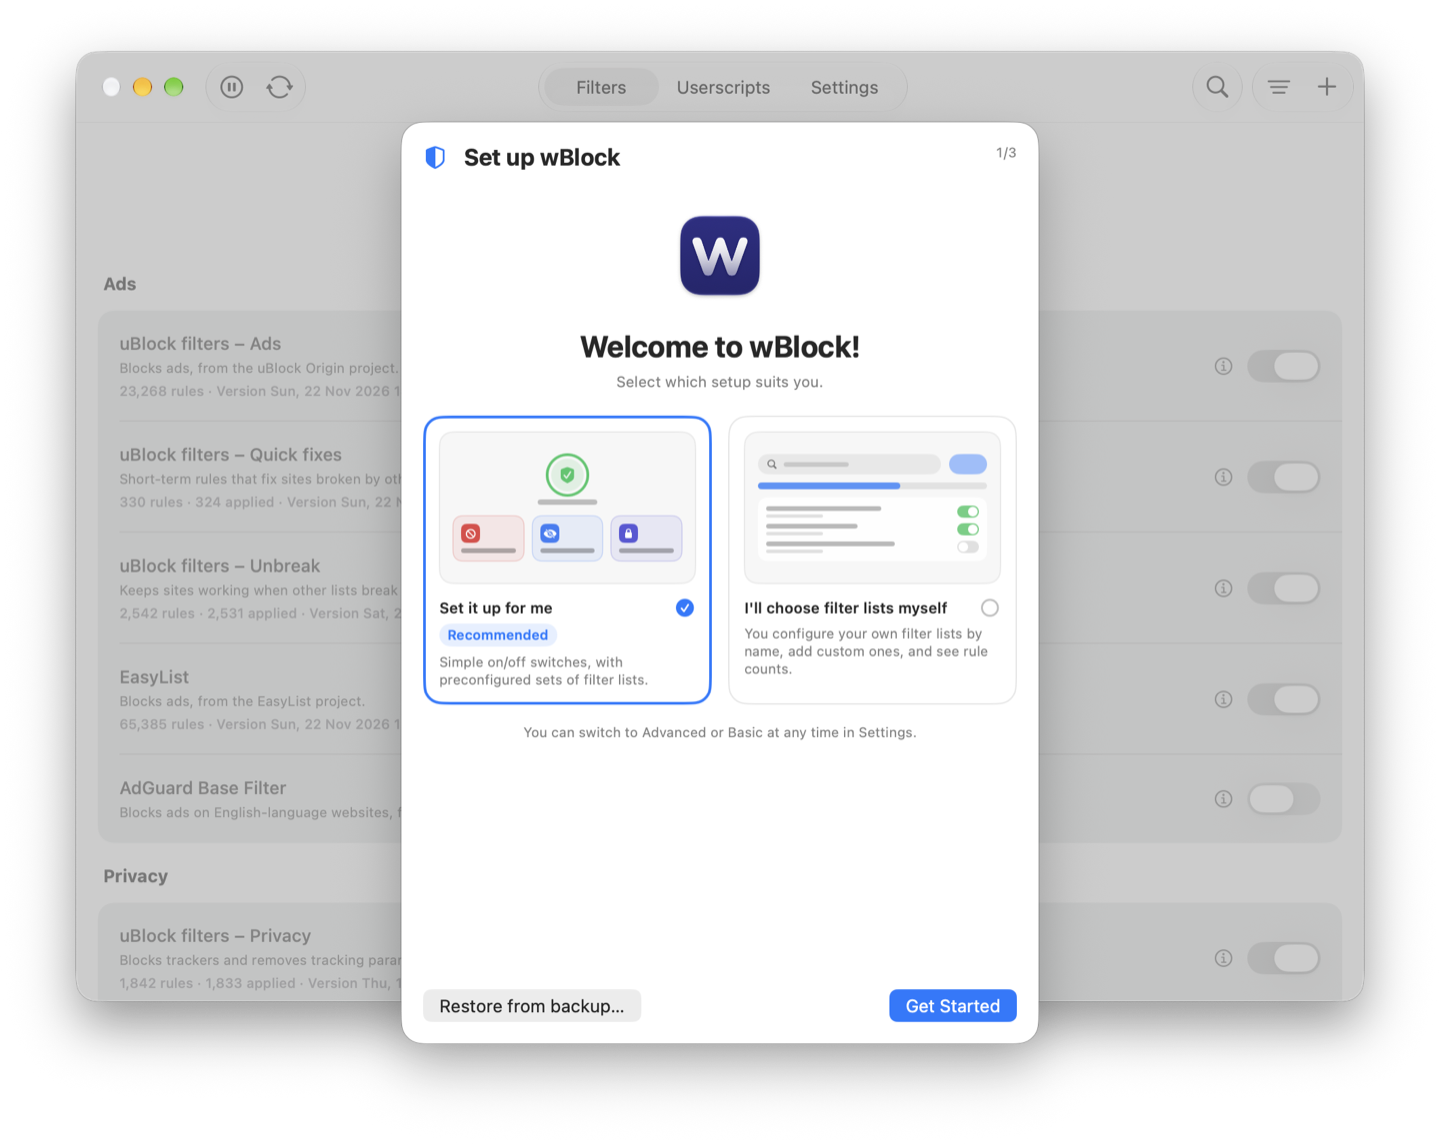 Filters
Userscripts
Settings
Set up wBlock
1/3
W
Welcome to wBlock!
Select which setup suits you.
Set it up for me
Recommended
Simple on/off switches, with
preconfigured sets of filter lists.
I'll choose filter lists myself
You configure your own filter lists by
name, add custom ones, and see rule
counts.
You can switch to Advanced or Basic at any time in Settings.
Restore from backup...
Get Started
Ads
uBlock filters – Ads
Blocks ads, from the uBlock Origin project.
23,268 rules · Version Sun, 22 Nov 2026
uBlock filters – Quick fixes
Short-term rules that fix sites broken by
330 rules · 324 applied · Version Sun, 22
uBlock filters – Unbreak
Keeps sites working when other lists break
2,542 rules · 2,531 applied · Version Sat,
EasyList
Blocks ads, from the EasyList project.
65,385 rules · Version Sun, 22 Nov 2026
AdGuard Base Filter
Blocks ads on English-language websites,
Privacy
uBlock filters – Privacy
Blocks trackers and removes tracking
1,842 rules · 1,833 applied · Version Thu,